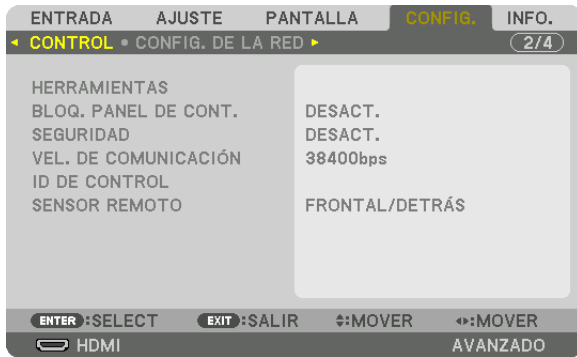 ENTRADA AJUSTE PANTALLA CONFIG. INFO.
CONTROL • CONFIG. DE LA RED 2/4
HERRAMIENTAS
BLOQ. PANEL DE CONT. DESACT.
SEGURIDAD DESACT.
VEL. DE COMUNICACIÓN 38400bps
ID DE CONTROL
SENSOR REMOTO FRONTAL/DETRÁS
ENTER :SELECT EXIT :SALIR :MOVER :MOVER
HDMI AVANZADO